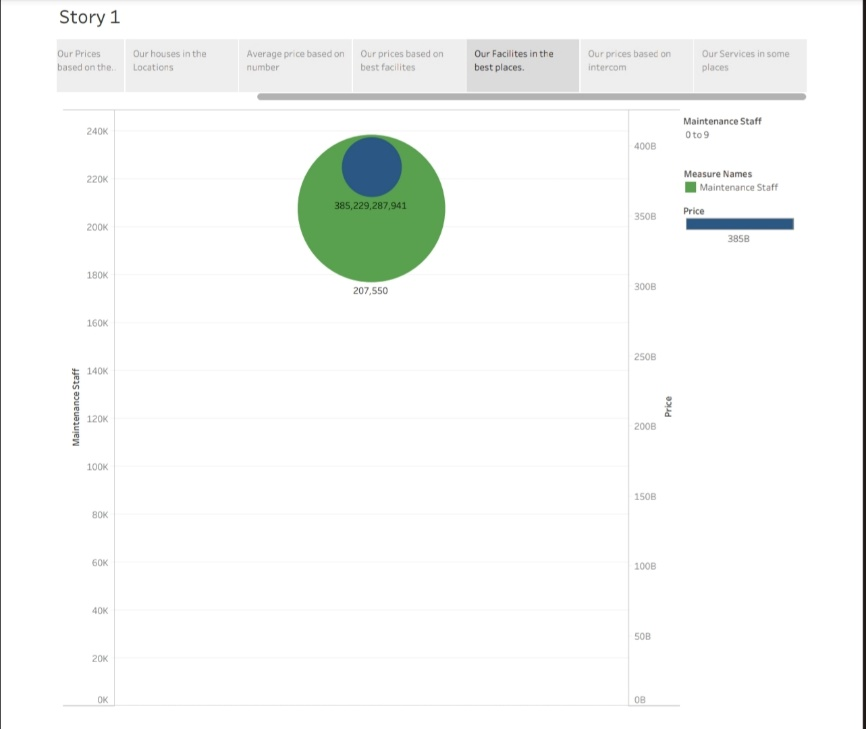 Story 1
Our Prices
based on the..
Our houses in the
Locations
Average price based on
number
Our prices based on
best facilites
Our Facilites in the
best places.
Our prices based on
intercom
Our Services in some
places
Maintenance Staff
240K
220K
200K
180K
160K
140K
120K
100K
80K
60K
40K
20K
0K
385,229,287,941
207,550
400B
350B
300B
250B
200B
150B
100B
50B
0B
Price
Maintenance Staff
0 to 9
Measure Names
Maintenance Staff
Price
385B